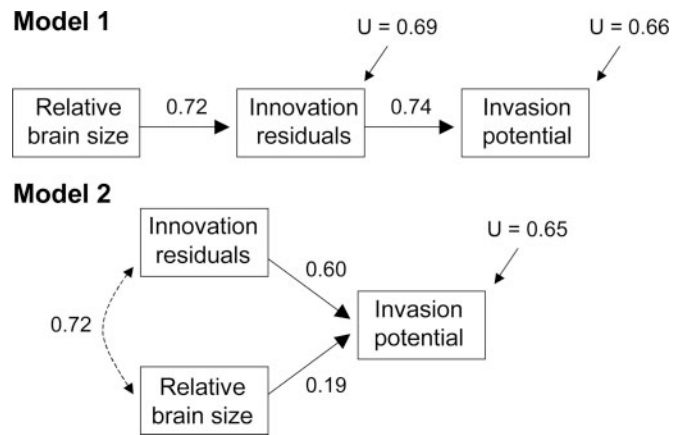 Model 1
U = 0.69
U = 0.66
Relative
brain size
0.72
Innovation
residuals
0.74
Invasion
potential
Model 2
Innovation
residuals
U = 0.65
0.60
Invasion
potential
0.72
Relative
brain size
0.19